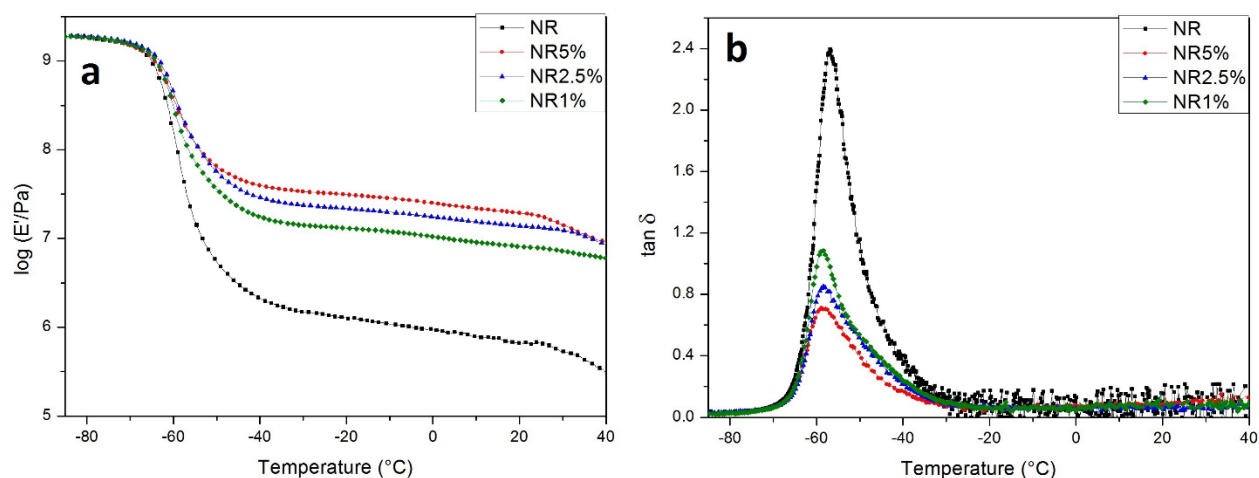 a
NR
NR5%
NR2.5%
NR1%
9
8
7
6
5
log (E'/Pa)
-80
-60
-40
-20
0
20
40
Temperature (°C)
b
NR
NR5%
NR2.5%
NR1%
2.4
2.0
1.6
1.2
0.8
0.4
0.0
tan δ
-80
-60
-40
-20
0
20
40
Temperature (°C)